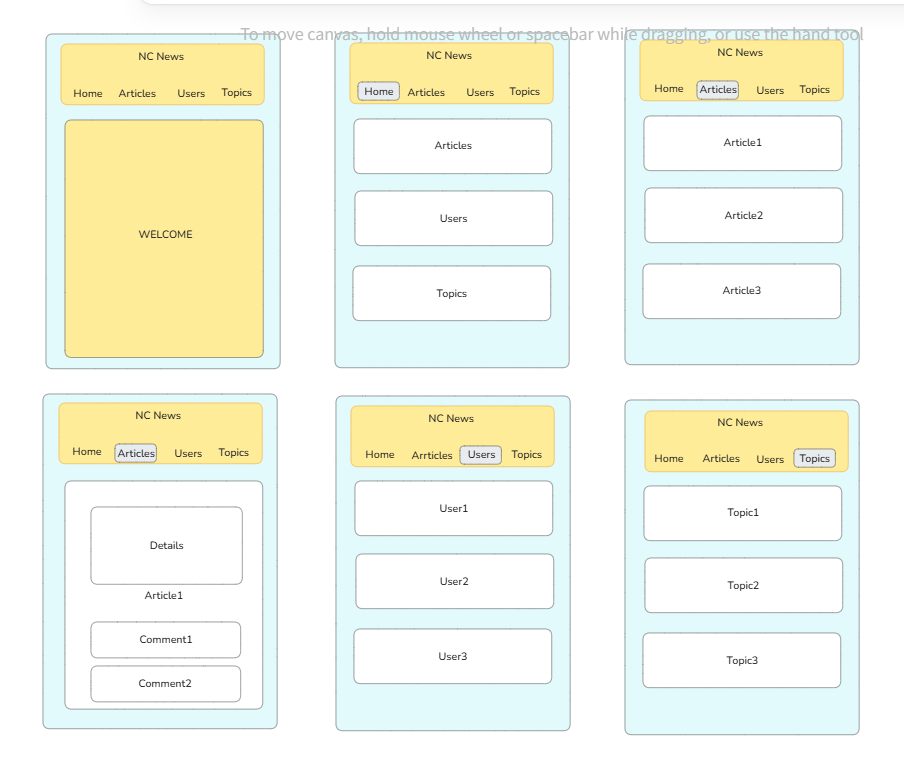 To move canvas, hold mouse wheel or spacebar while dragging, or use the hand tool
NC News
Home Articles Users Topics
WELCOME
NC News
Home Articles Users Topics
Articles
Users
Topics
NC News
Home Articles Users Topics
Article1
Article2
Article3
NC News
Home Articles Users Topics
Details
Article1
Comment1
Comment2
NC News
Home Arrticles Users Topics
User1
User2
User3
NC News
Home Articles Users Topics
Topic1
Topic2
Topic3